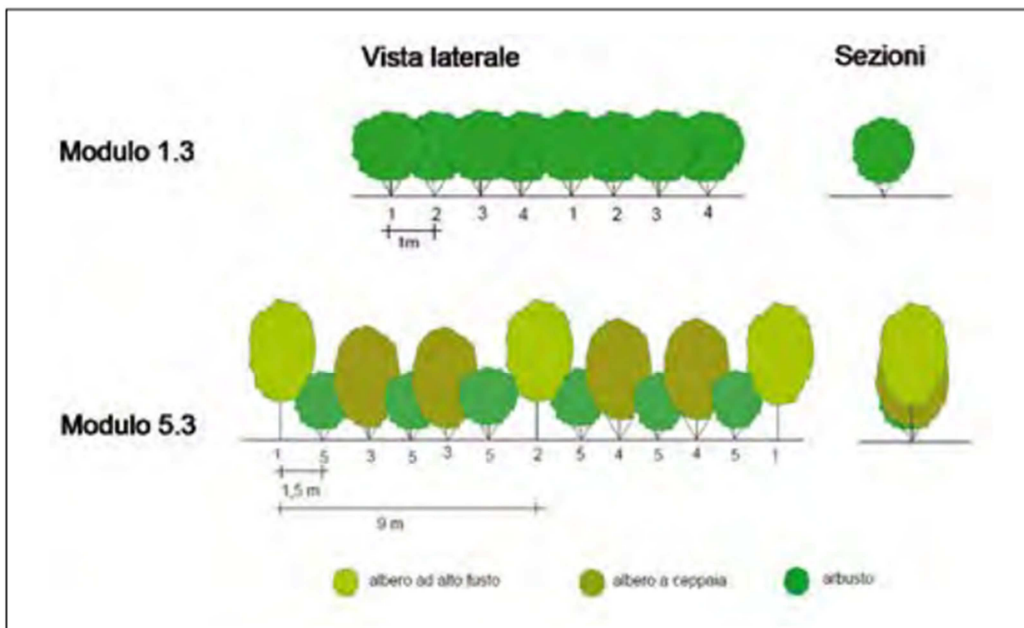 Vista laterale Sezioni
Modulo 1.3
1 2 3 4 1 2 3 4
1m
Modulo 5.3
1 5 3 5 3 5 2 5 4 5 4 5 1
1,5 m
9 m
albero ad alto fusto albero a ceppaia arbusto